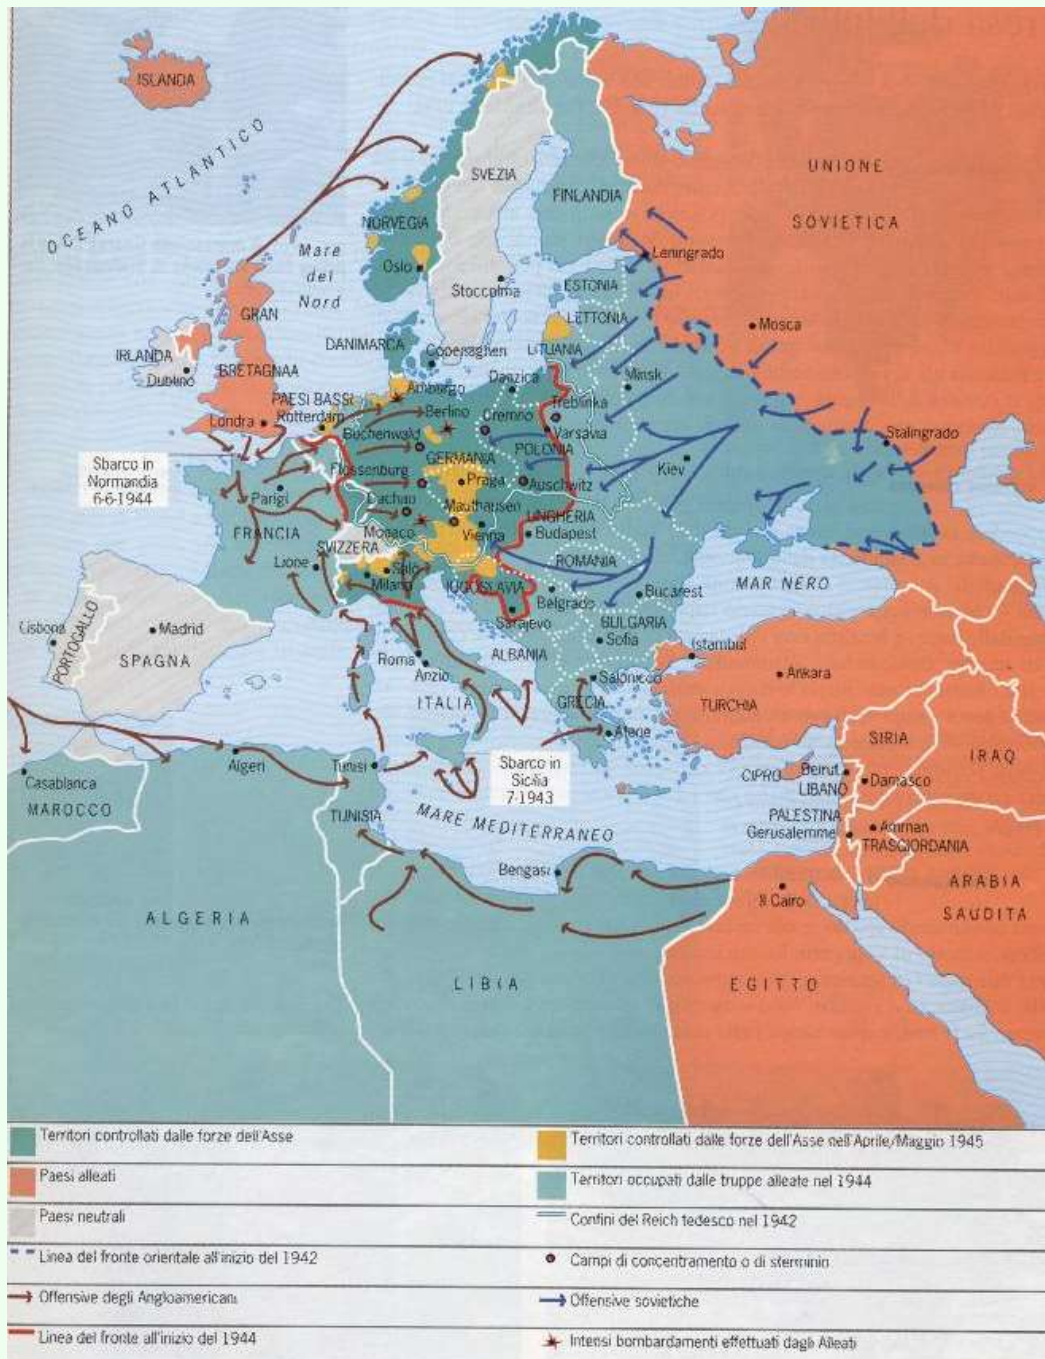 ISLANDA
OCEANO ATLANTICO
UNIONE
SOVIETICA
SVEZIA
FINLANDIA
NORVEGIA
Oslo
Mare
del
Nord
Leningrado
Stoccolma
ESTONIA
LETTONIA
LITUANIA
Mosca
GRAN
BRETAGNAA
IRLANDA
Dublino
DANIMARCA
Copenaghen
Danzica
Minsk
PAESI BASSI
Rotterdam
Amburgo
Berlino
Treblinka
Londra
Buchenwald
Varsavia
Stalingrado
GERMANIA
POLONIA
Kiev
Sbarco in
Normandia
6-6-1944
Flossenburg
Praga
Auschwitz
Parigi
Dachau
Mauthausen
UNGHERIA
FRANCIA
Monaco
Vienna
Budapest
SVIZZERA
ROMANIA
Lione
Salò
Milano
IUGOSLAVIA
Belgrado
Bucarest
MAR NERO
Sarajevo
BULGARIA
Sofia
Lisbona
PORTOGALLO
Madrid
SPAGNA
Roma
Anzio
ALBANIA
Istambul
Salonicco
Ankara
ITALIA
GRECIA
TURCHIA
Atene
SIRIA
IRAQ
Algeri
Tunisi
Sbarco in
Sicilia
7-1943
CIPRO
Beirut
LIBANO
Damasco
Casablanca
MAROCCO
TUNISIA
MARE MEDITERRANEO
PALESTINA
Gerusalemme
Amman
TRASGIORDANIA
Bengasi
Il Cairo
ARABIA
SAUDITA
ALGERIA
LIBIA
EGITTO
Territori controllati dalle forze dell'Asse
Territori controllati dalle forze dell'Asse nell'Aprile/Maggio 1945
Paesi alleati
Territori occupati dalle truppe alleate nel 1944
Paesi neutrali
Confini del Reich tedesco nel 1942
Linea del fronte orientale all'inizio del 1942
Campi di concentramento o di sterminio
Offensive degli Angloamericani
Offensive sovietiche
Linea del fronte all'inizio del 1944
Intensi bombardamenti effettuati dagli Alleati